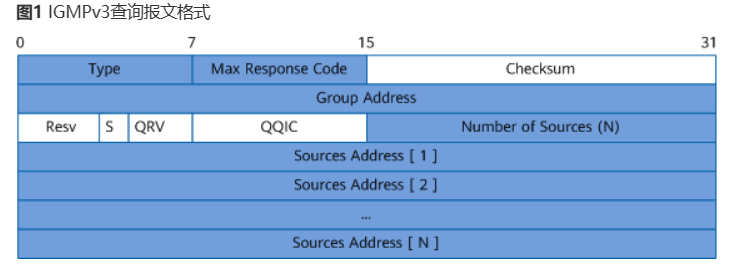 图1 IGMPv3查询报文格式
0 7 15 31
Type Max Response Code Checksum
Group Address
Resv S QRV QQIC Number of Sources (N)
Sources Address [ 1 ]
Sources Address [ 2 ]
...
Sources Address [ N ]